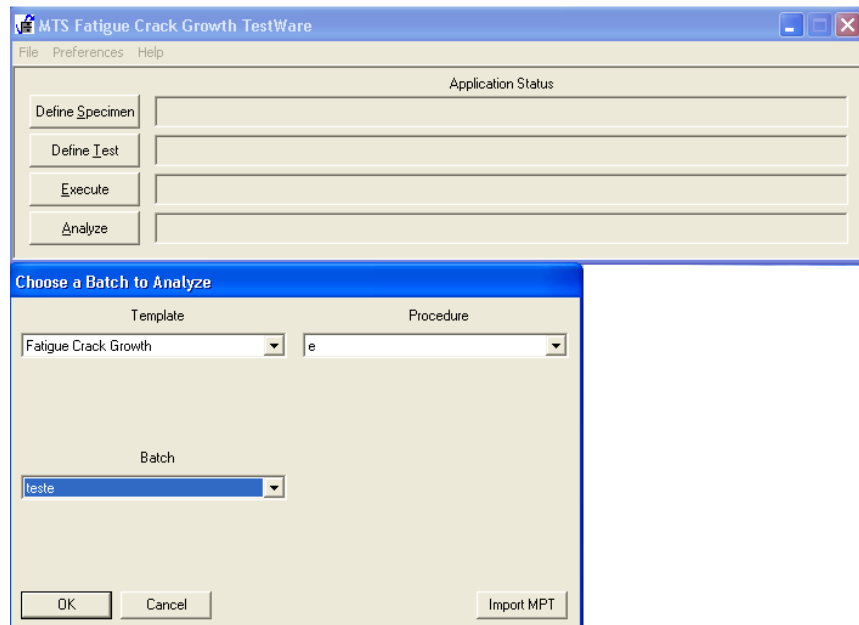 MTS Fatigue Crack Growth TestWare
File Preferences Help
Application Status
Define Specimen
Define Test
Execute
Analyze
Choose a Batch to Analyze
Template Procedure
Fatigue Crack Growth e
Batch
teste
OK Cancel Import MPT